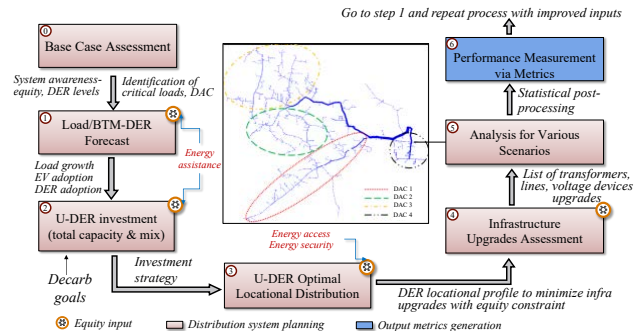 Go to step 1 and repeat process with improved inputs
0
Base Case Assessment
System awareness-
equity, DER levels
Identification of
critical loads, DAC
1
Load/BTM-DER
Forecast
Energy
assistance
Load growth
EV adoption
DER adoption
2
U-DER investment
(total capacity & mix)
Decarb
goals
Investment
strategy
3
U-DER Optimal
Locational Distribution
Energy access
Energy security
DER locational profile to minimize infra
upgrades with equity constraint
4
Infrastructure
Upgrades Assessment
List of transformers,
lines, voltage devices
upgrades
5
Analysis for Various
Scenarios
Statistical post-
processing
6
Performance Measurement
via Metrics
DAC 1
DAC 2
DAC 3
DAC 4
Equity input
Distribution system planning
Output metrics generation